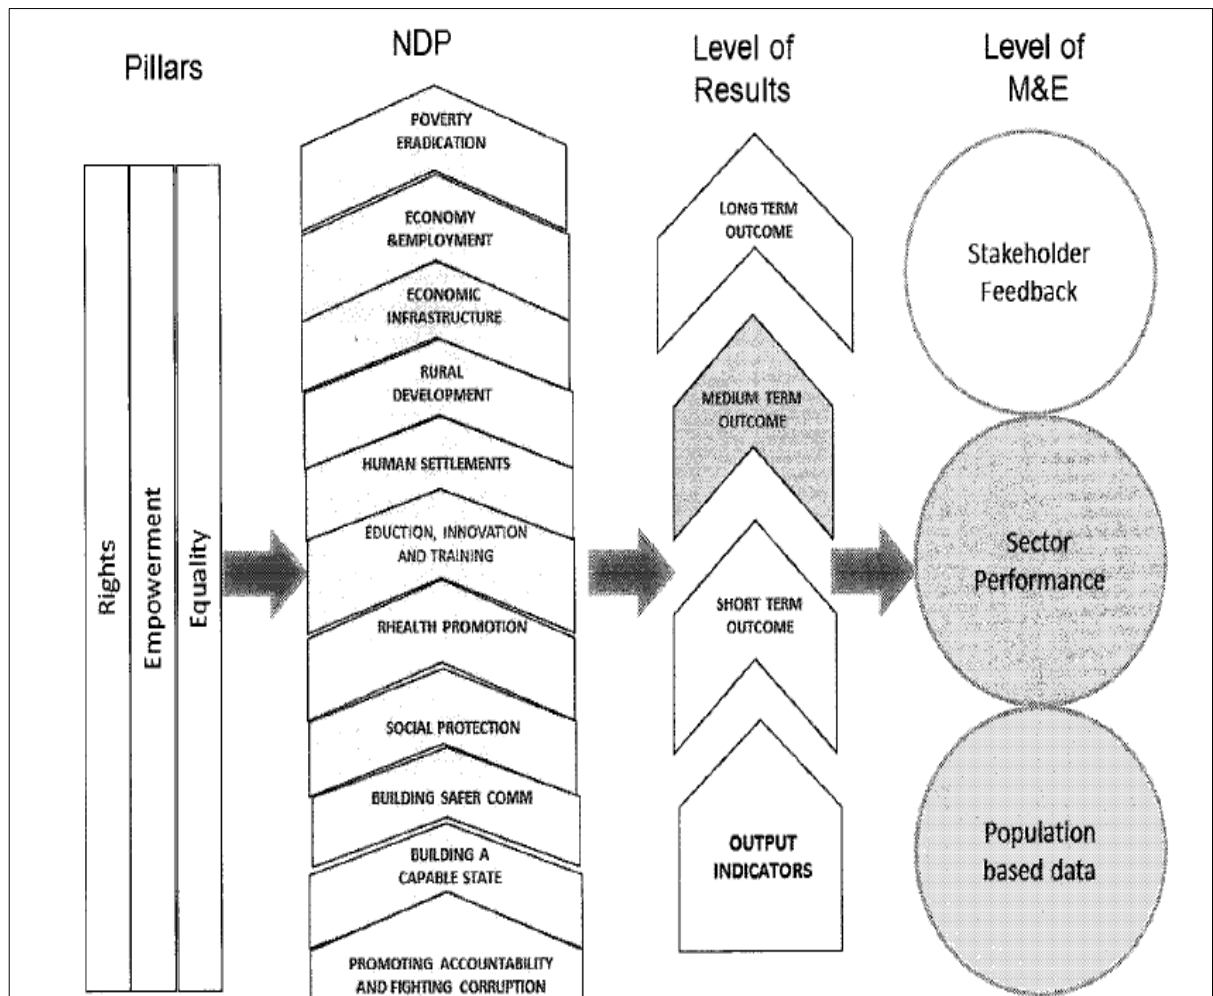 Pillars
Rights
Empowerment
Equality
NDP
POVERTY
ERADICATION
ECONOMY
&EMPLOYMENT
ECONOMIC
INFRASTRUCTURE
RURAL
DEVELOPMENT
HUMAN SETTLEMENTS
EDUCTION, INNOVATION
AND TRAINING
RHEALTH PROMOTION
SOCIAL PROTECTION
BUILDING SAFER COMM
BUILDING A
CAPABLE STATE
PROMOTING ACCOUNTABILITY
AND FIGHTING CORRUPTION
Level of
Results
LONG TERM
OUTCOME
MEDIUM TERM
OUTCOME
SHORT TERM
OUTCOME
OUTPUT
INDICATORS
Level of
M&E
Stakeholder
Feedback
Sector
Performance
Population
based data